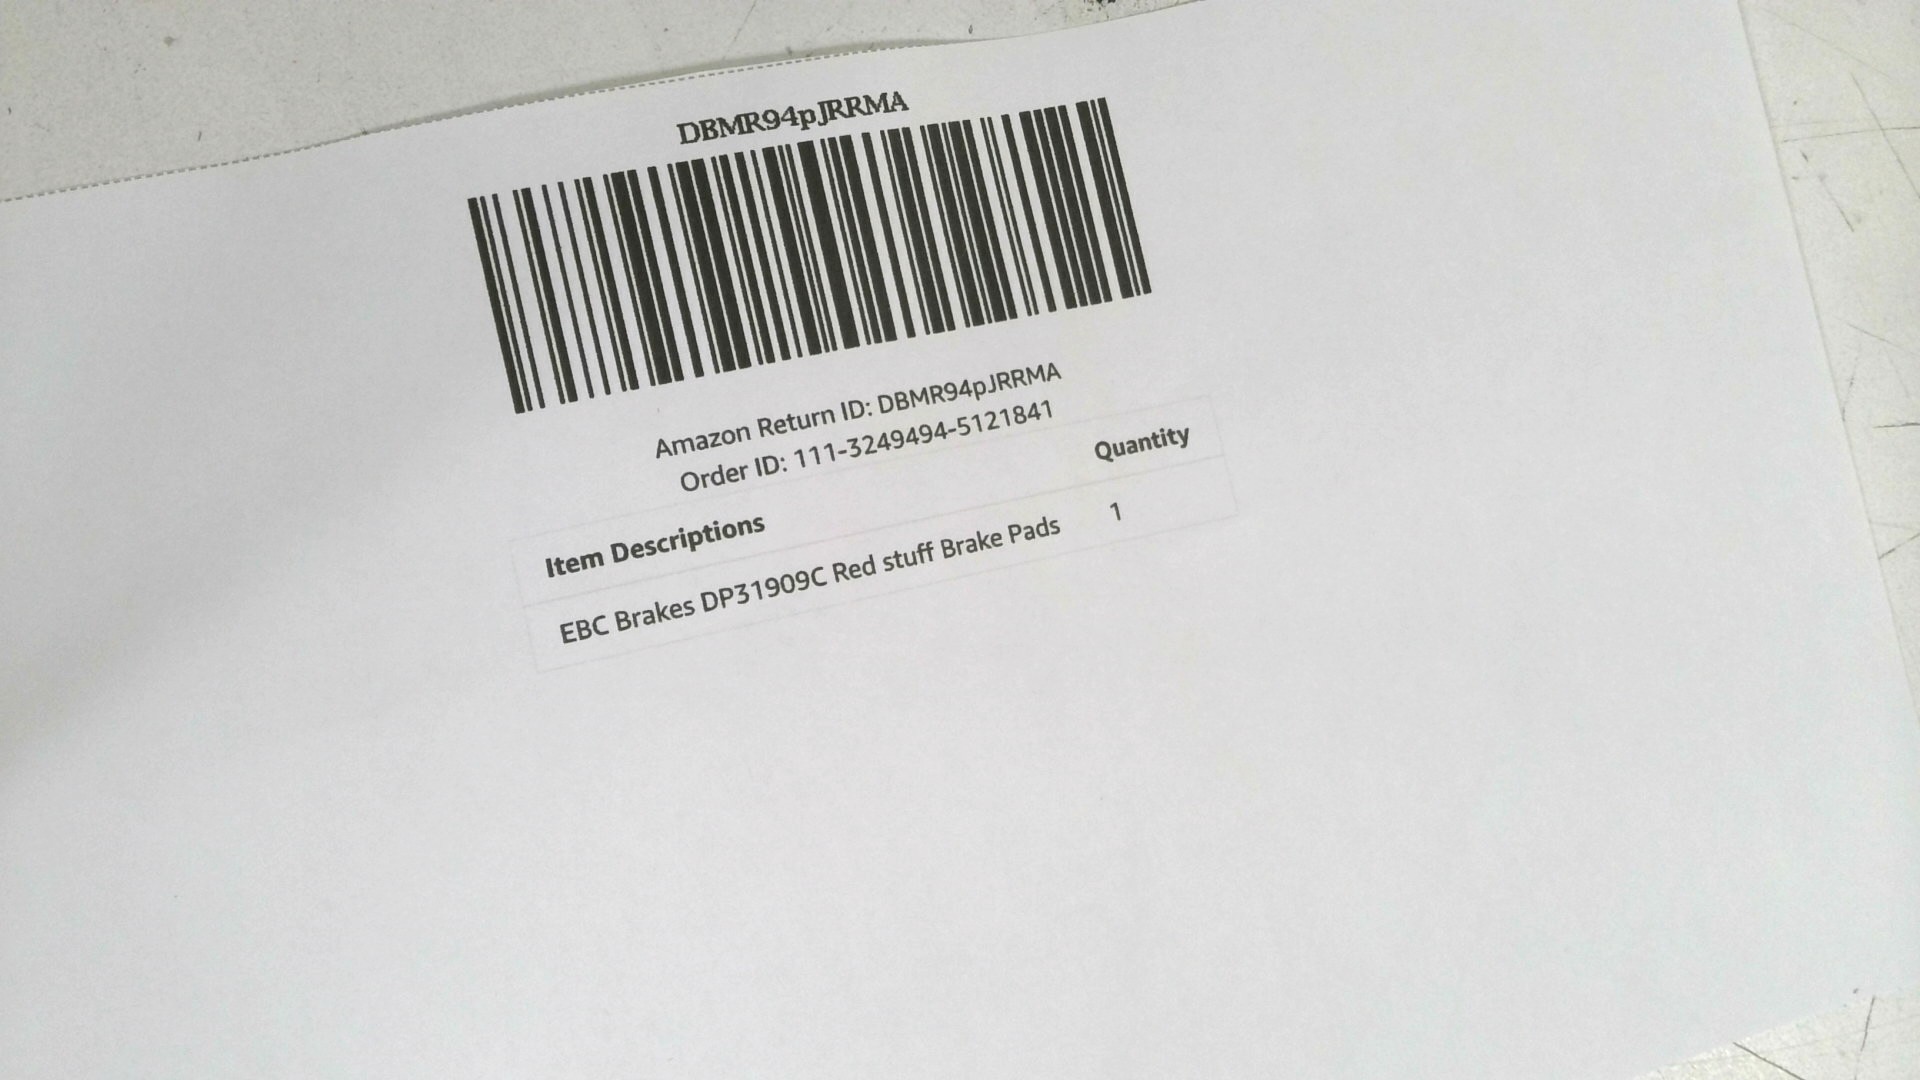 DBMR94pJRRMA
Amazon Return ID: DBMR94pJRRMA
Order ID: 111-3249494-5121841
Item Descriptions Quantity
EBC Brakes DP31909C Red stuff Brake Pads 1